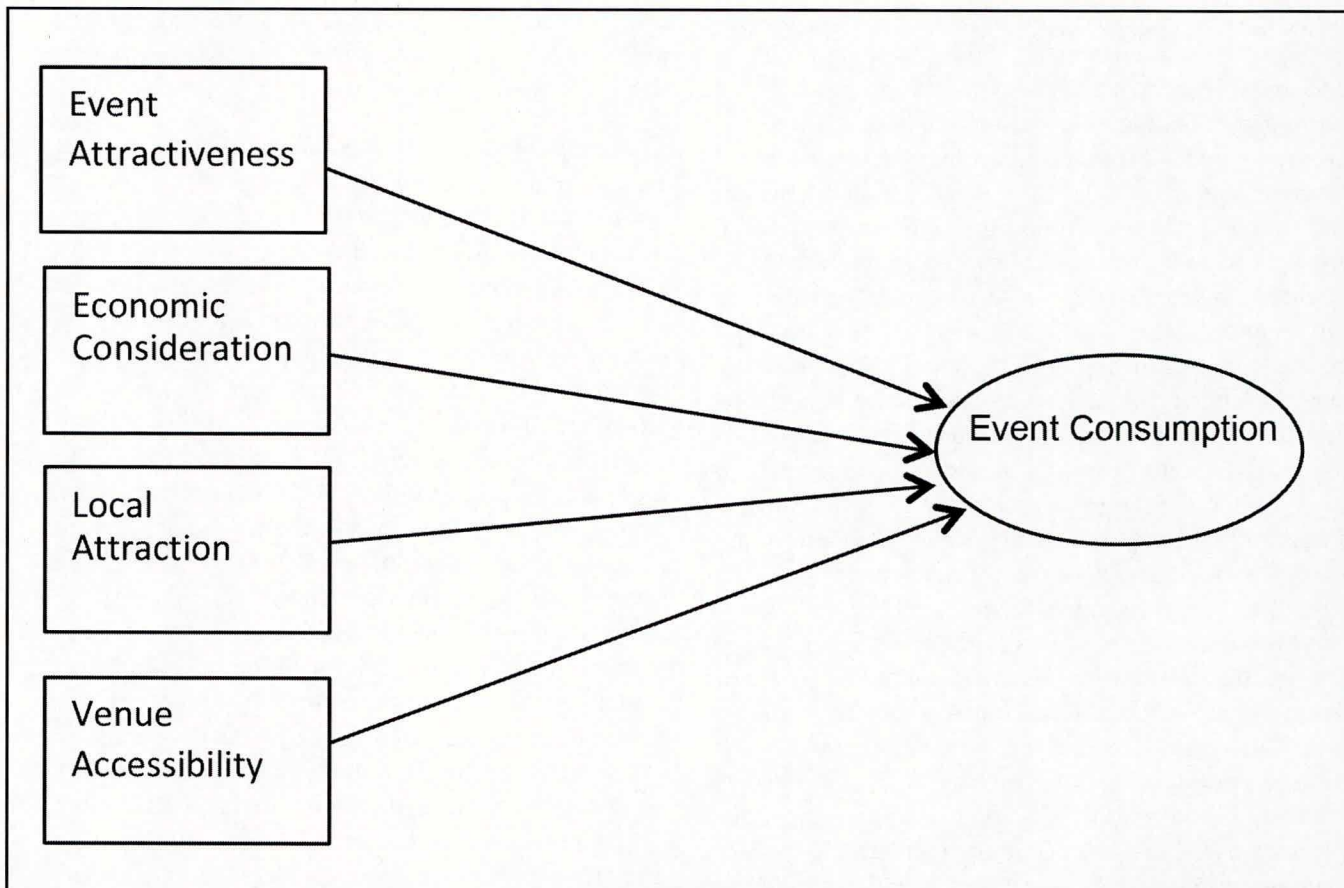 Event
Attractiveness
Economic
Consideration
Local
Attraction
Venue
Accessibility
Event Consumption